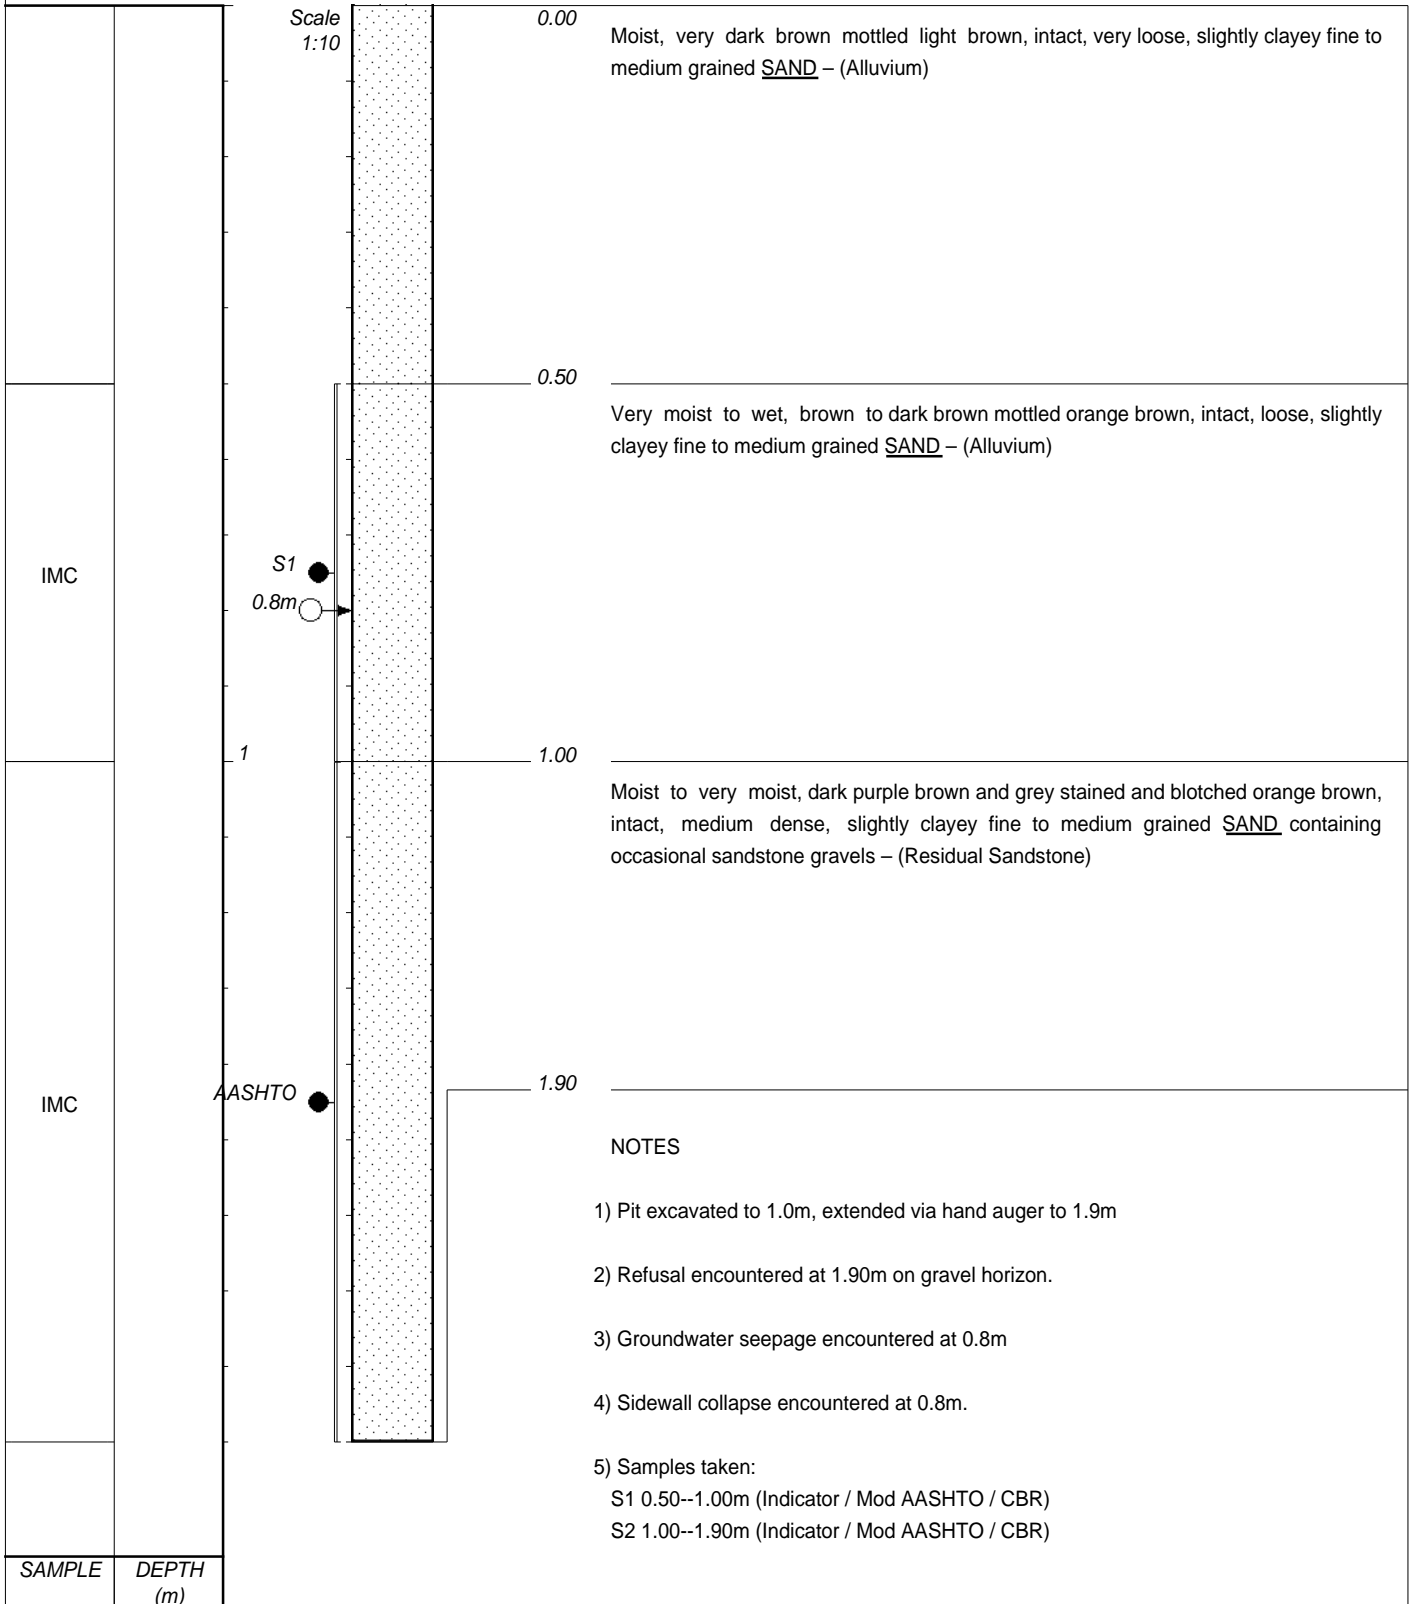 Scale
1:10
0.00
Moist, very dark brown mottled light brown, intact, very loose, slightly clayey fine to
medium grained SAND – (Alluvium)
0.50
Very moist to wet, brown to dark brown mottled orange brown, intact, loose, slightly
clayey fine to medium grained SAND – (Alluvium)
IMC
S1
0.8m
1
1.00
Moist to very moist, dark purple brown and grey stained and blotched orange brown,
intact, medium dense, slightly clayey fine to medium grained SAND containing
occasional sandstone gravels – (Residual Sandstone)
IMC
AASHTO
1.90
NOTES
1) Pit excavated to 1.0m, extended via hand auger to 1.9m
2) Refusal encountered at 1.90m on gravel horizon.
3) Groundwater seepage encountered at 0.8m
4) Sidewall collapse encountered at 0.8m.
5) Samples taken:
S1 0.50--1.00m (Indicator / Mod AASHTO / CBR)
S2 1.00--1.90m (Indicator / Mod AASHTO / CBR)
SAMPLE DEPTH
(m)